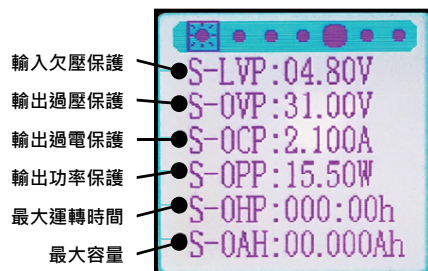 輸入欠壓保護 S-LVP:04.80V
輸出過壓保護 S-OVP:31.00V
輸出過電保護 S-OCP:2.100A
輸出功率保護 S-OPP:15.50W
最大運轉時間 S-OHP:000:00h
最大容量 S-OAH:00.000Ah